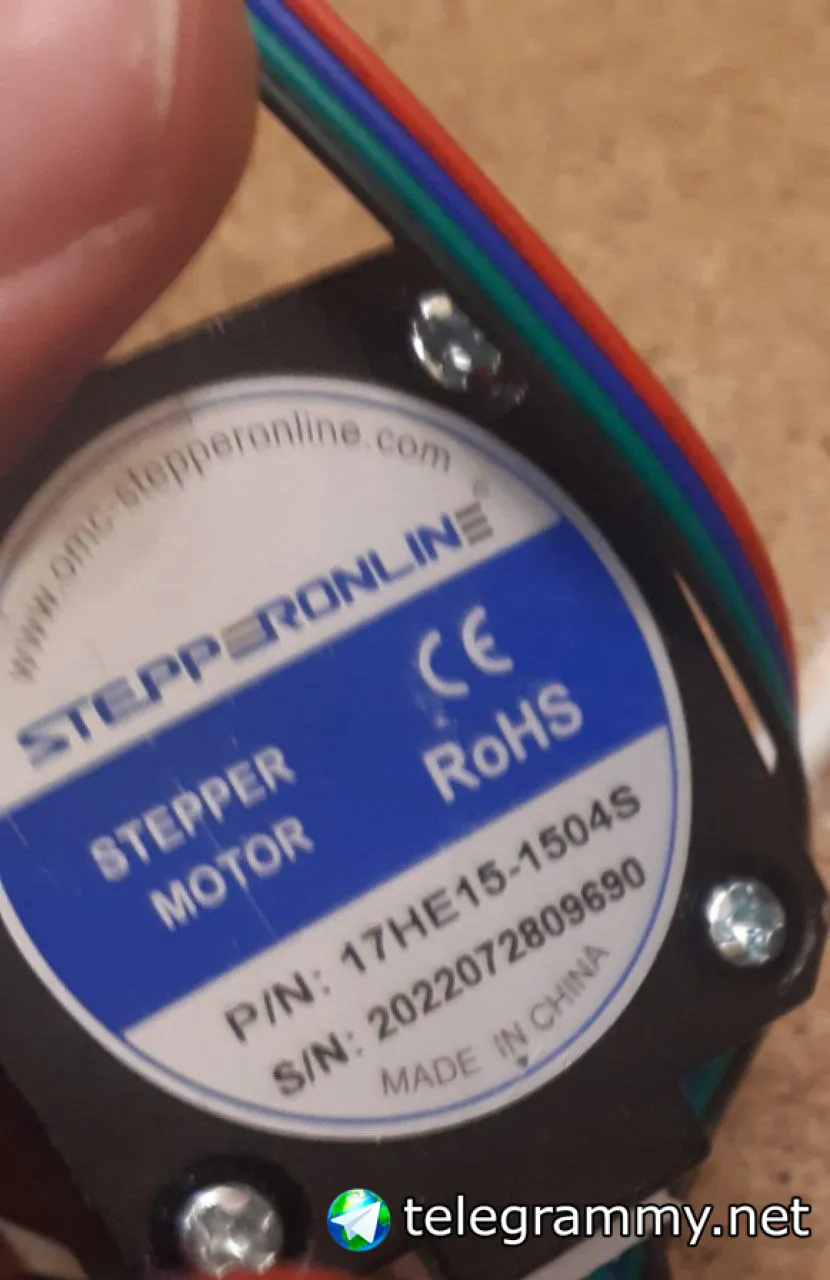 www.omc-stepperonline.com
STEPPERONLINE®
STEPPER
MOTOR
CE
RoHS
P/N: 17HE15-1504S
S/N: 2022072809690
MADE IN CHINA
telegrammy.net